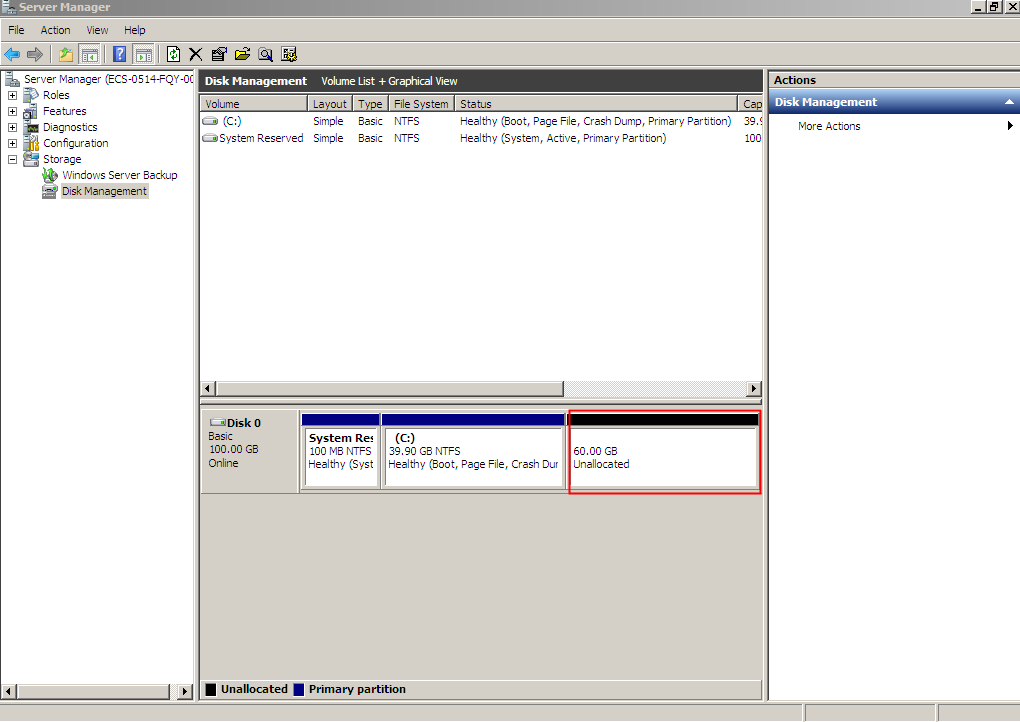 Server Manager
File Action View Help
Server Manager (ECS-0514-FQY-00
Roles
Features
Diagnostics
Configuration
Storage
Windows Server Backup
Disk Management
Disk Management Volume List + Graphical View
Volume Layout Type File System Status Cap
(C:) Simple Basic NTFS Healthy (Boot, Page File, Crash Dump, Primary Partition) 39.9
System Reserved Simple Basic NTFS Healthy (System, Active, Primary Partition) 100
Disk 0
Basic
100.00 GB
Online
System Res
100 MB NTFS
Healthy (Syst
(C:)
39.90 GB NTFS
Healthy (Boot, Page File, Crash Dur
60.00 GB
Unallocated
Unallocated Primary partition
Actions
Disk Management
More Actions